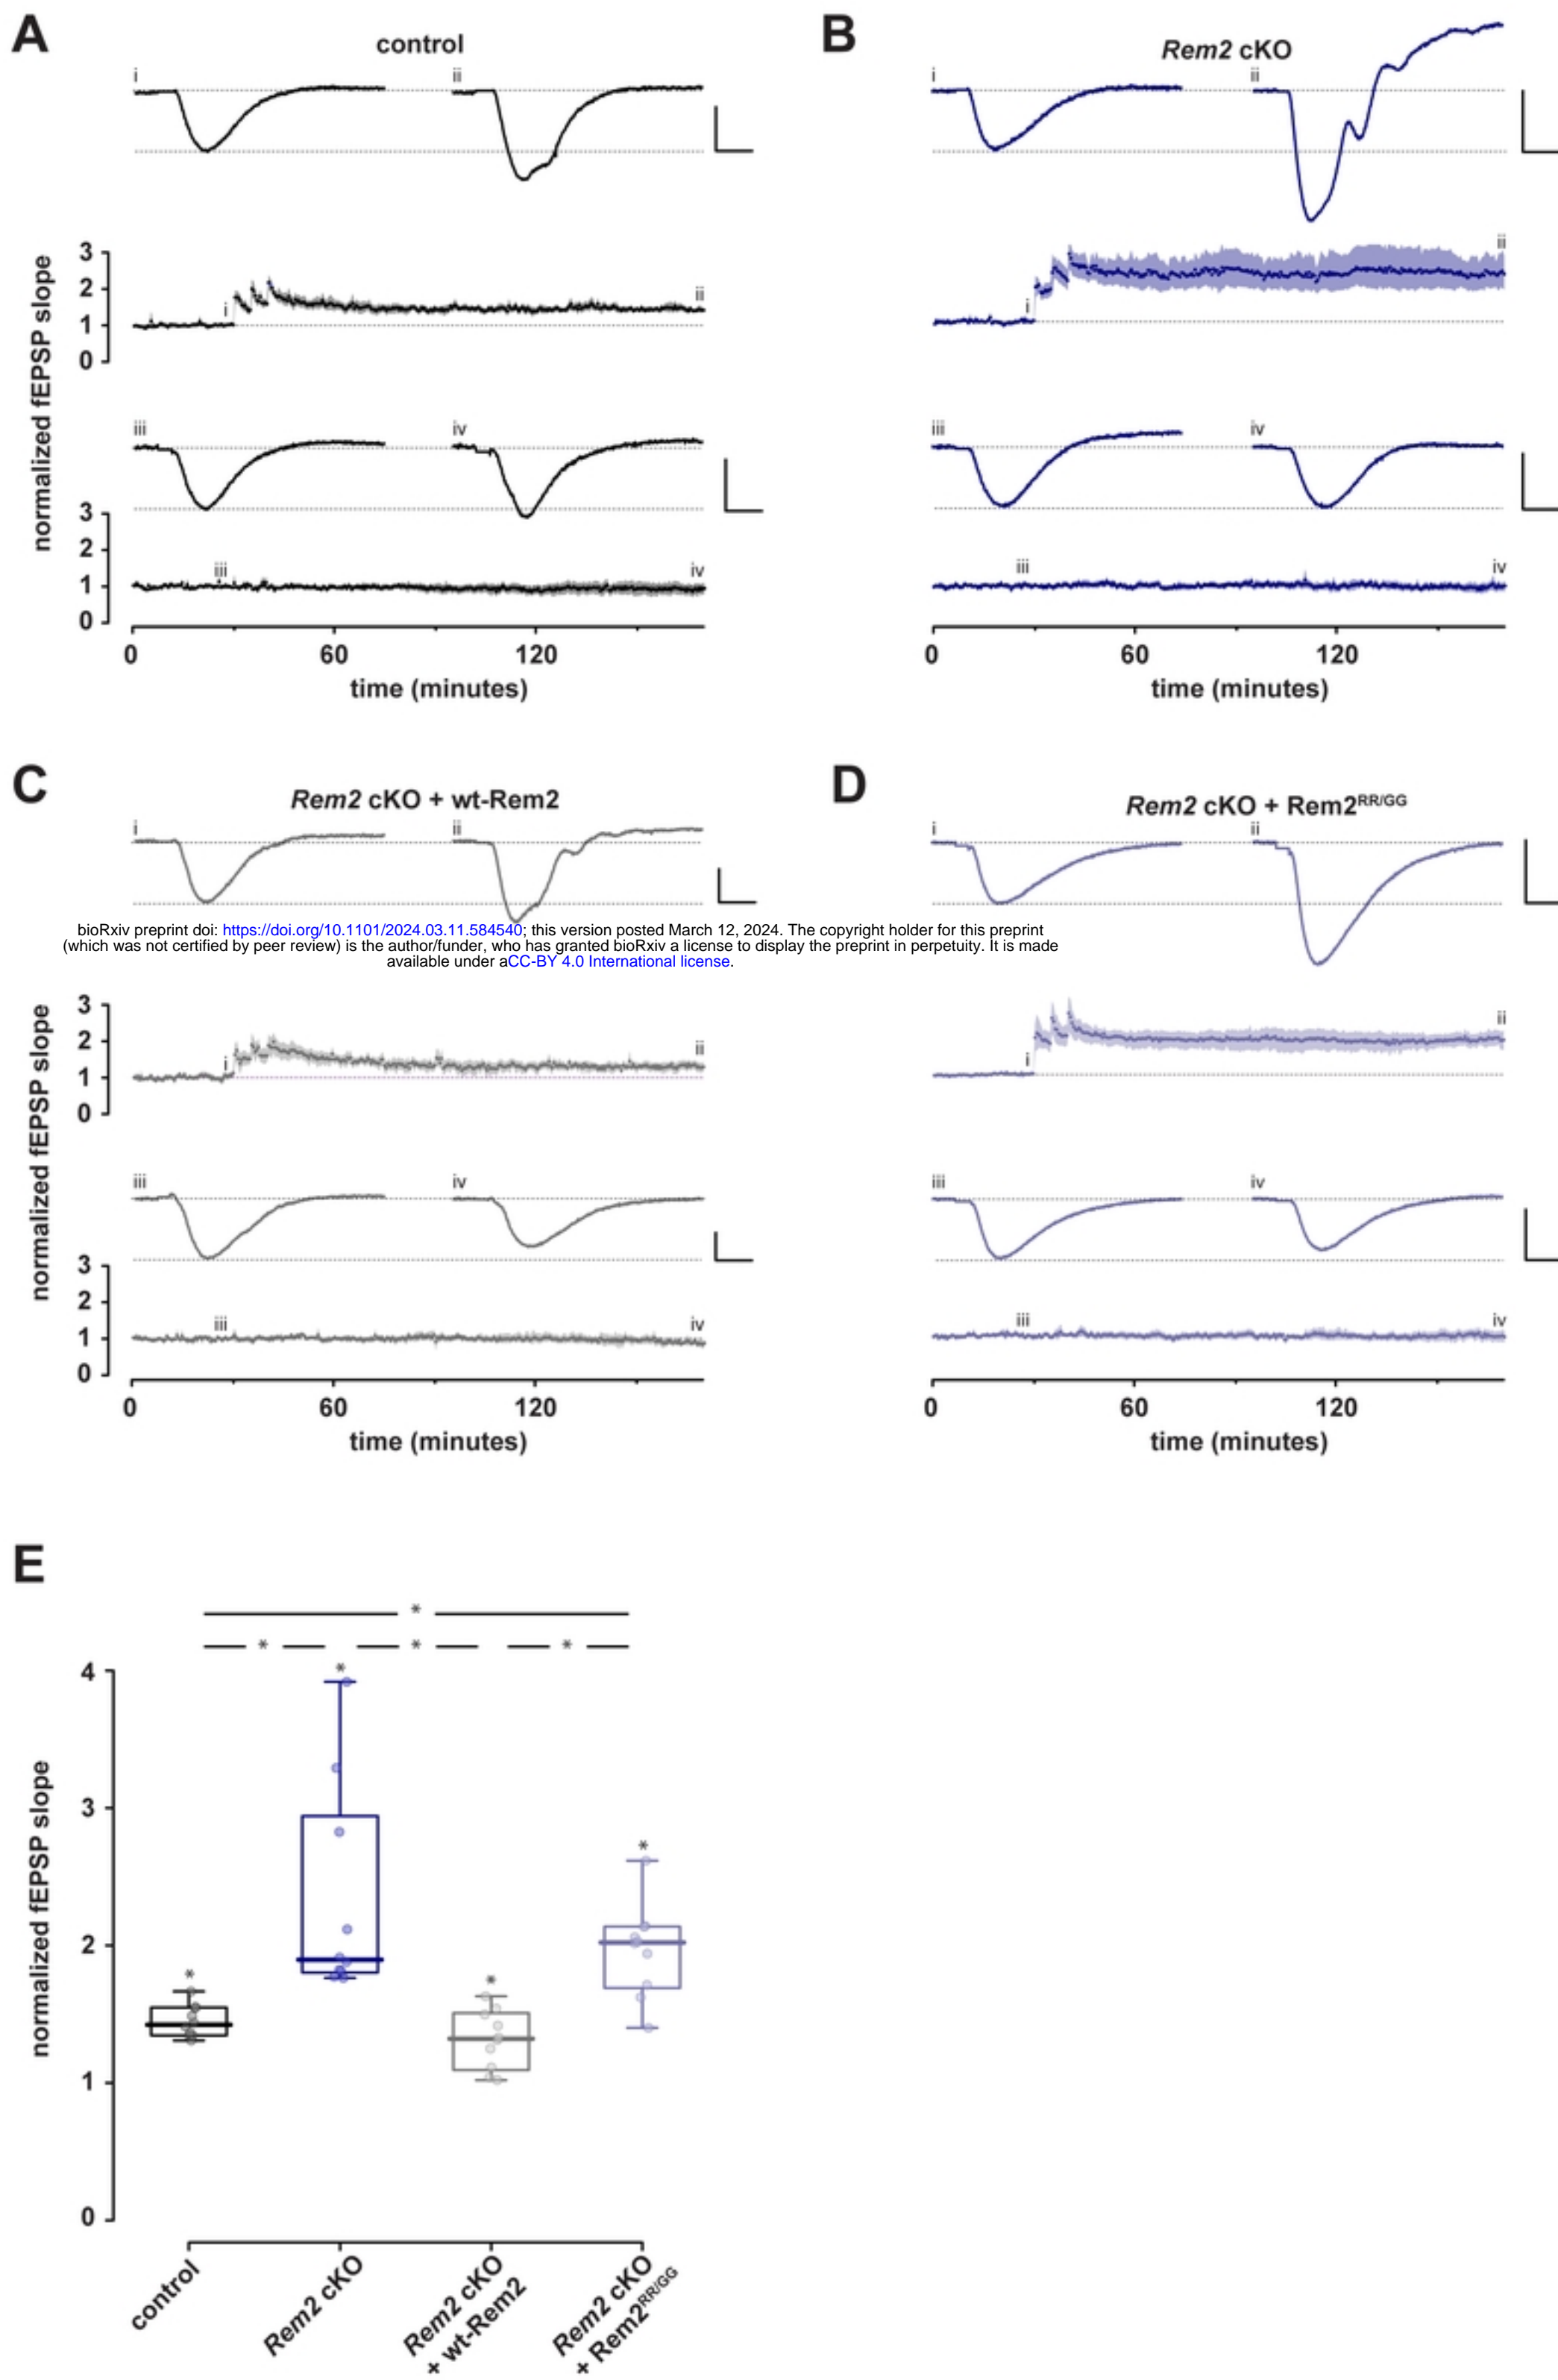 A
control
i
ii
normalized fEPSP slope
3
2
1
0
i
ii
iii
iv
3
2
1
0
iii
iv
0
60
120
time (minutes)
B
Rem2 cKO
i
ii
i
ii
iii
iv
iii
iv
0
60
120
time (minutes)
C
Rem2 cKO + wt-Rem2
i
ii
bioRxiv preprint doi: https://doi.org/10.1101/2024.03.11.584540; this version posted March 12, 2024. The copyright holder for this preprint
(which was not certified by peer review) is the author/funder, who has granted bioRxiv a license to display the preprint in perpetuity. It is made
available under aCC-BY 4.0 International license.
normalized fEPSP slope
3
2
1
0
i
ii
iii
iv
3
2
1
0
iii
iv
0
60
120
time (minutes)
D
Rem2 cKO + Rem2RR/GG
i
ii
i
ii
iii
iv
iii
iv
0
60
120
time (minutes)
E
*
* * *
* * * *
normalized fEPSP slope
4
3
2
1
0
control
Rem2 cKO
Rem2 cKO
+ wt-Rem2
Rem2 cKO
+ Rem2RR/GG